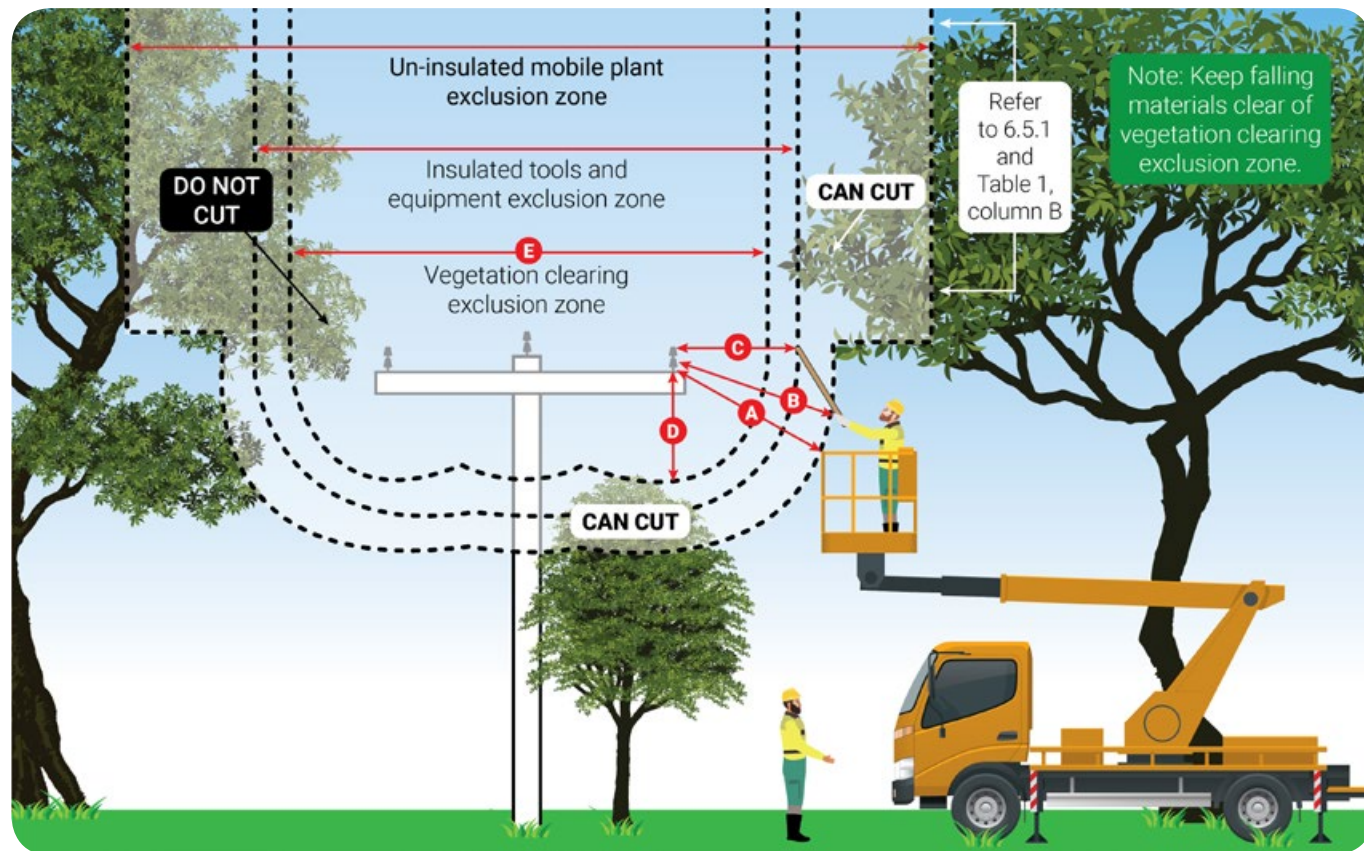 Un-insulated mobile plant
exclusion zone
Insulated tools and
equipment exclusion zone
E
Vegetation clearing
exclusion zone
DO NOT
CUT
CAN CUT
Refer
to 6.5.1
and
Table 1,
column B
Note: Keep falling
materials clear of
vegetation clearing
exclusion zone.
C
B
A
D
CAN CUT